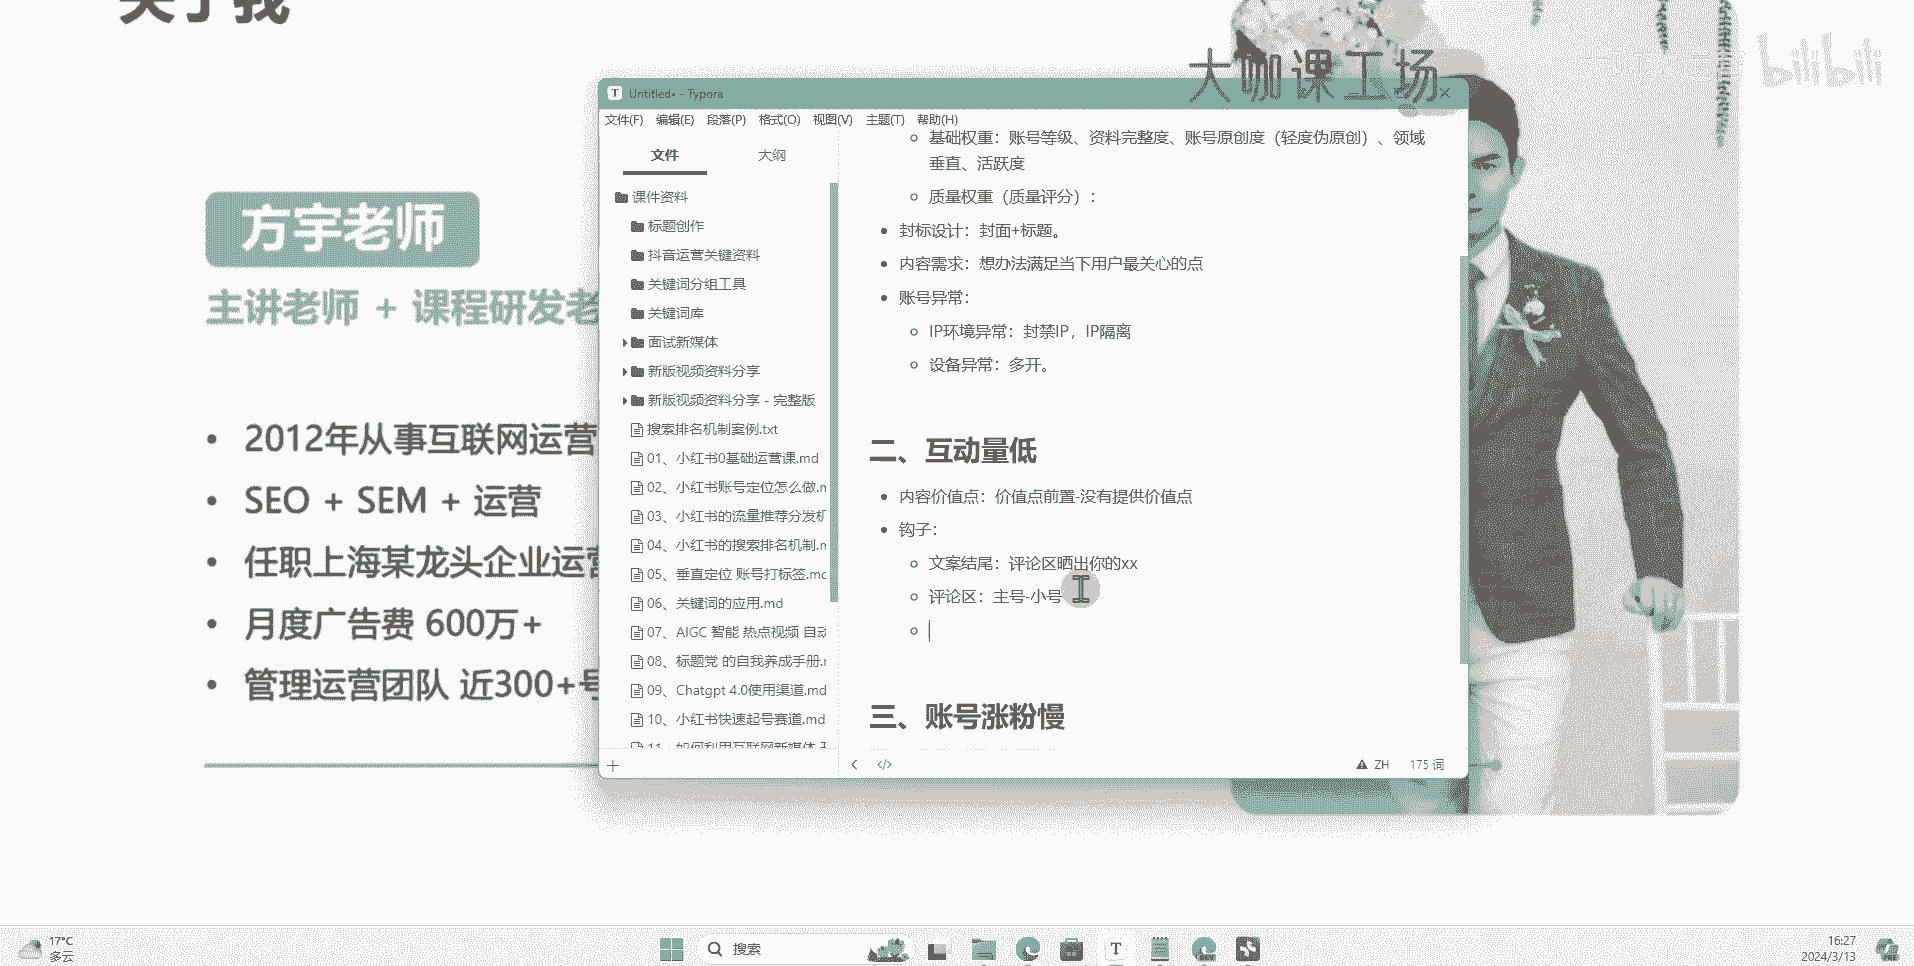 关于我
大咖课工场
bilibili
方宇老师
主讲老师 + 课程研发老
• 2012年从事互联网运营
• SEO + SEM + 运营
• 任职上海某龙头企业运营
• 月度广告费 600万+
• 管理运营团队 近300+号
Untitled• - Typora
文件(F) 编辑(E) 段落(P) 格式(O) 视图(V) 主题(T) 帮助(H)
文件 大纲
课件资料
标题创作
抖音运营关键资料
关键词分组工具
关键词库
面试新媒体
新版视频资料分享
新版视频资料分享 - 完整版
搜索排名机制案例.txt
01、小红书0基础运营课.md
02、小红书账号定位怎么做.m
03、小红书的流量推荐分发机
04、小红书的搜索排名机制.m
05、垂直定位 账号打标签.mc
06、关键词的应用.md
07、AIGC 智能 热点视频 自动
08、标题党 的自我养成手册.m
09、Chatgpt 4.0使用渠道.md
10、小红书快速起号赛道.md
11、如何利用互联网新媒体
基础权重：账号等级、资料完整度、账号原创度（轻度伪原创）、领域
垂直、活跃度
质量权重（质量评分）：
封标设计：封面+标题。
内容需求：想办法满足当下用户最关心的点
账号异常：
IP环境异常：封禁IP，IP隔离
设备异常：多开。
二、互动量低
内容价值点：价值点前置-没有提供价值点
钩子：
文案结尾：评论区晒出你的xx
评论区：主号-小号
三、账号涨粉慢
ZH 175 词
17°C
多云
搜索
16:27
2024/3/13